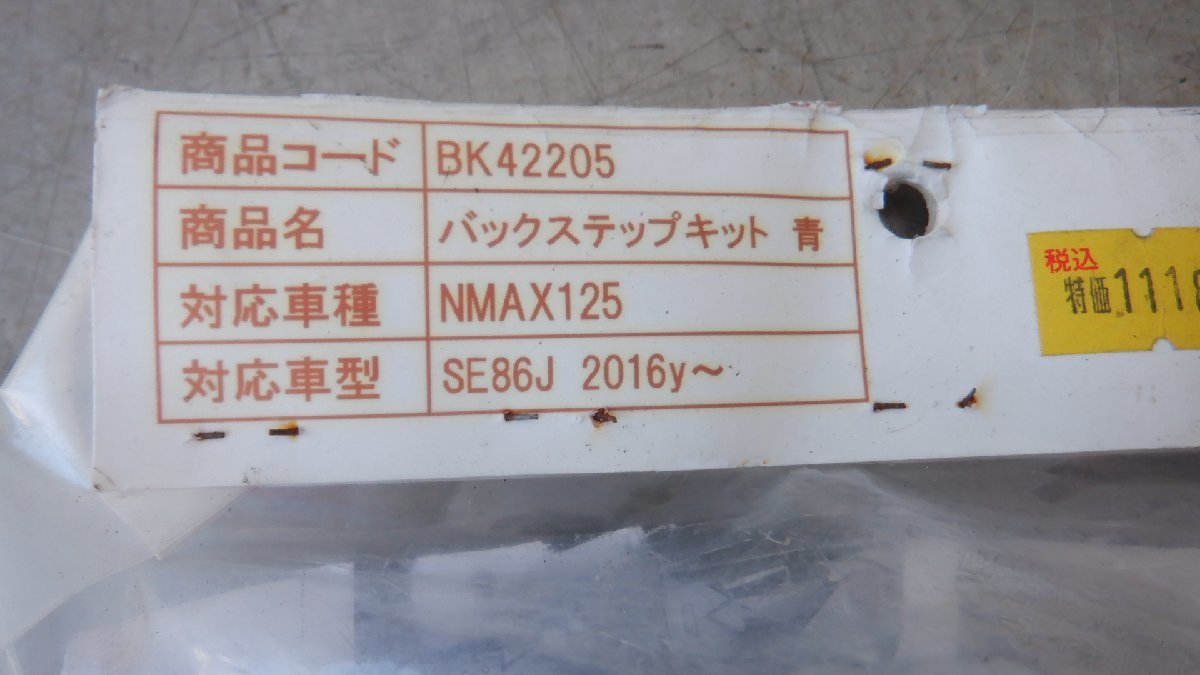 商品コード BK42205
商品名 バックステップキット 青
対応車種 NMAX125
対応車型 SE86J 2016y～
税込
特価 111